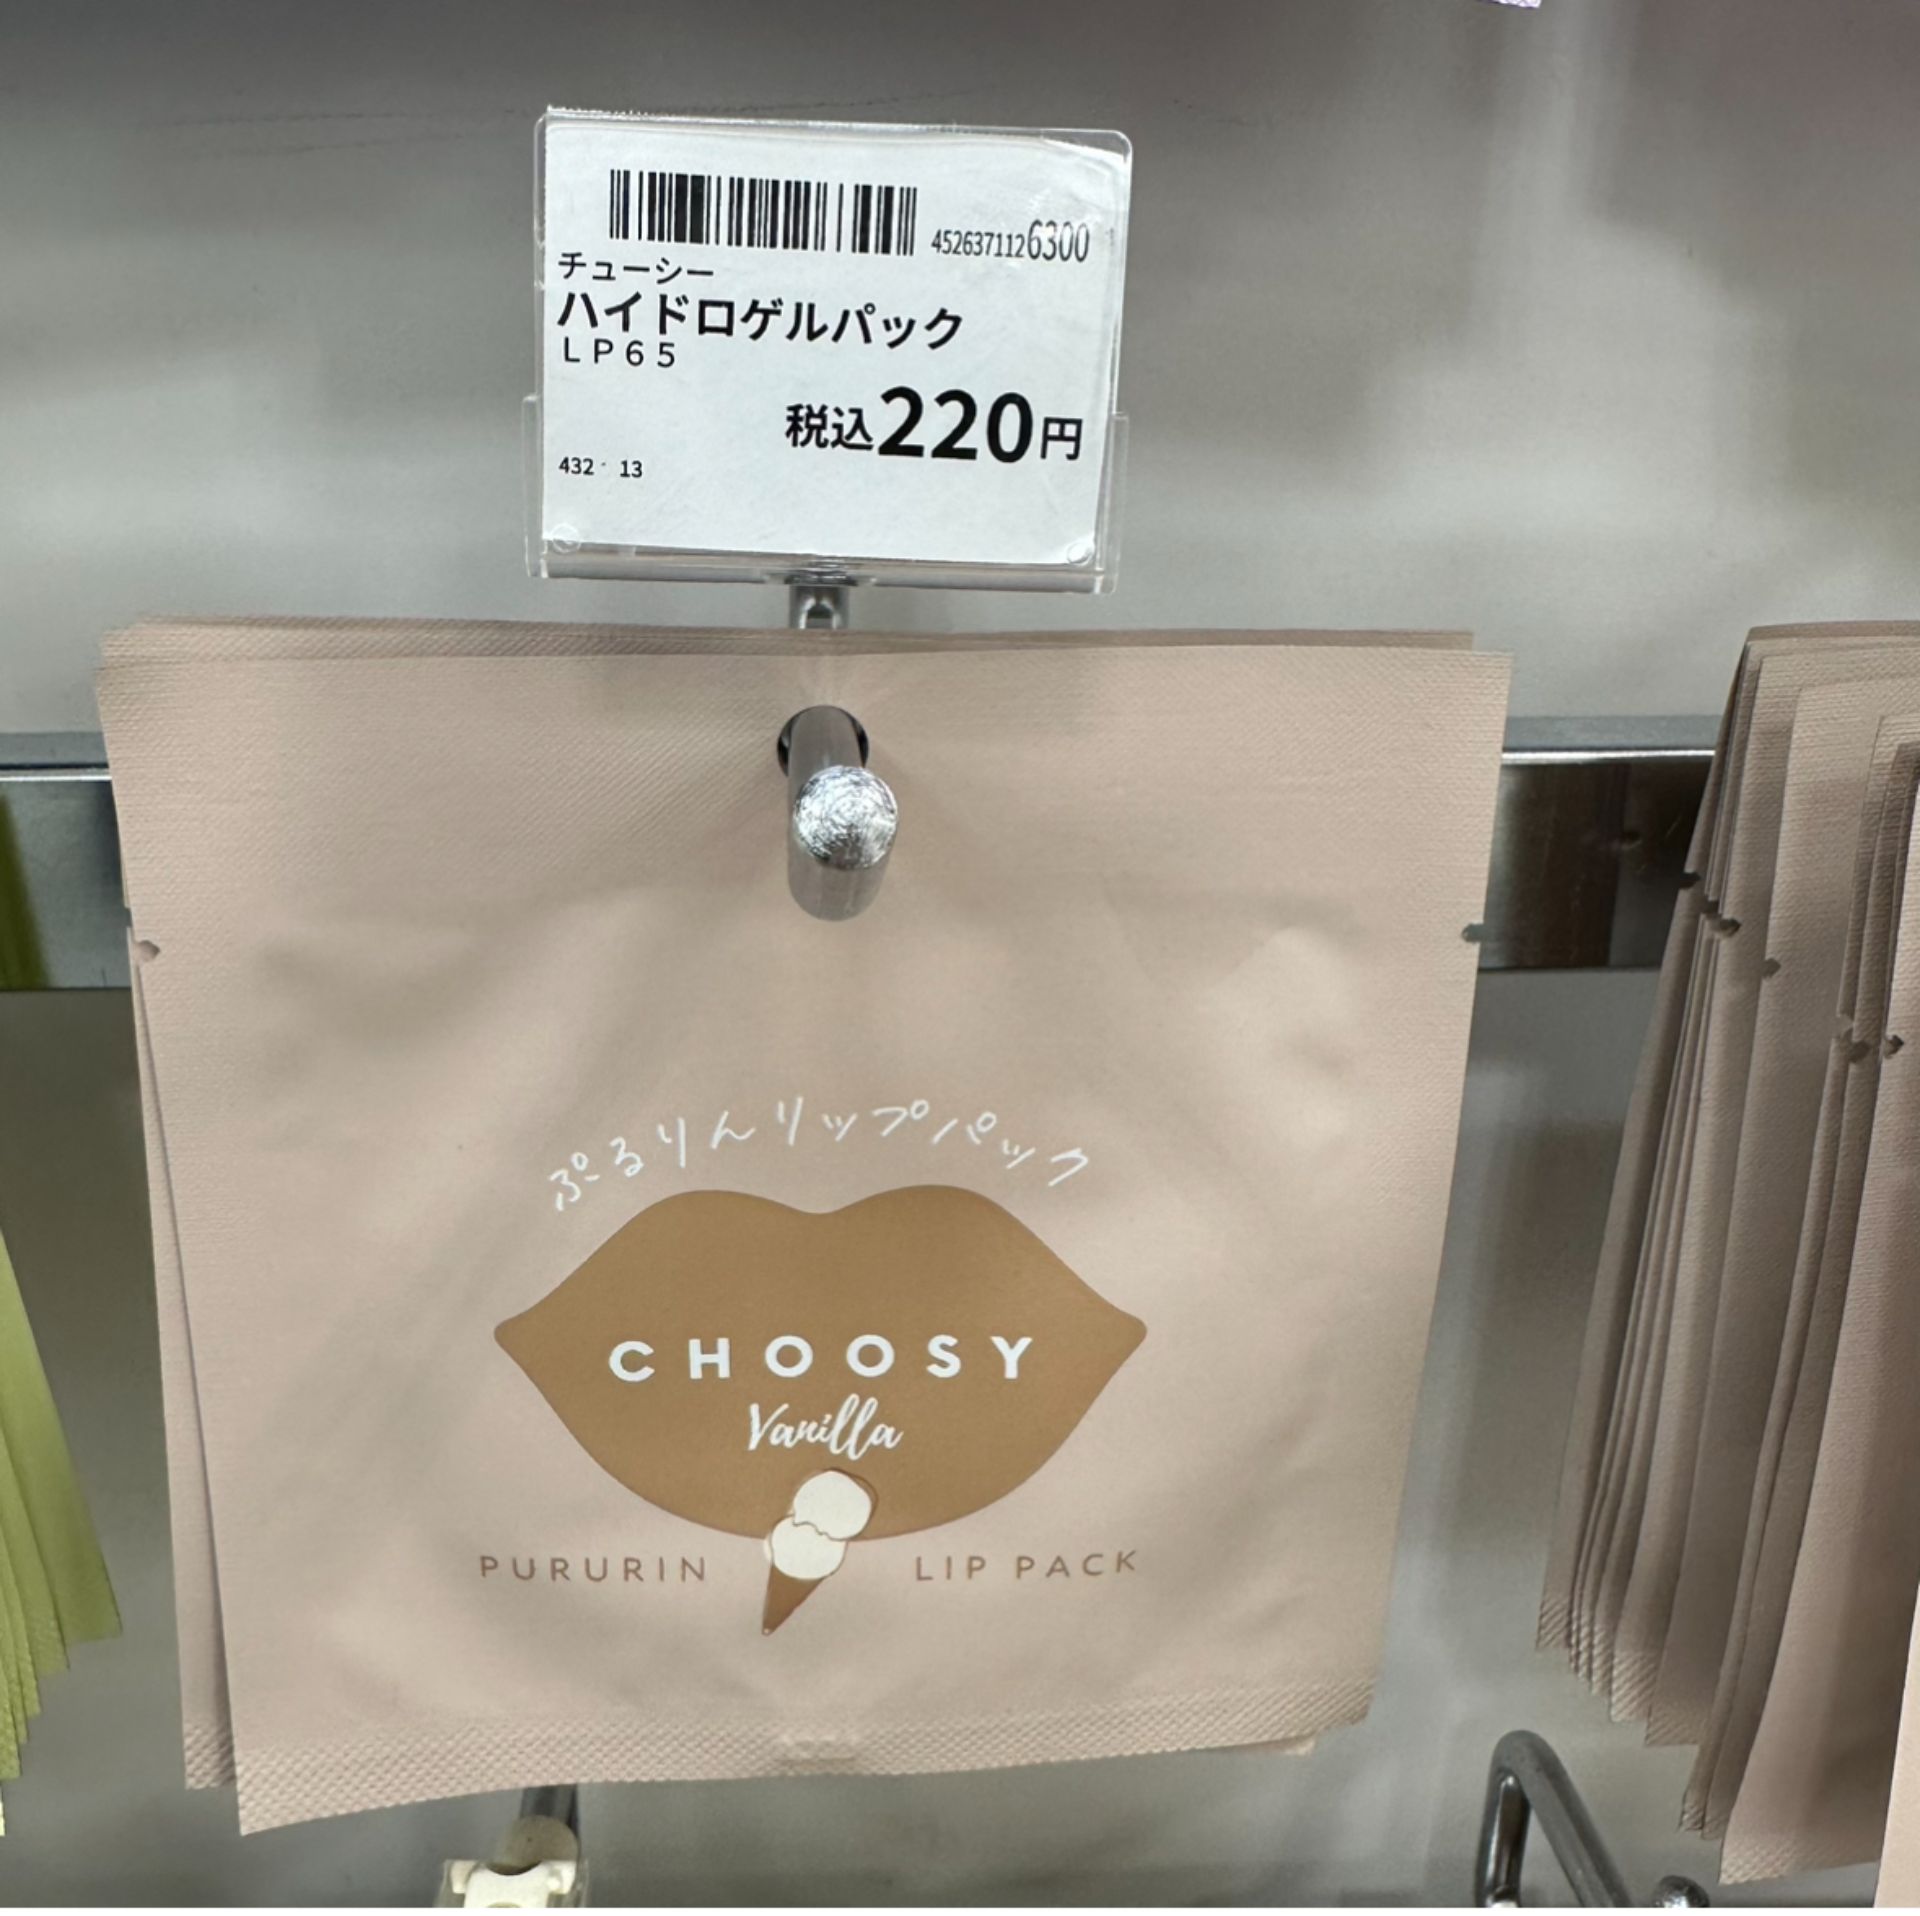 4526371126300
チューシー
ハイドロゲルパック
ＬＰ６５
税込220円
432 13
ぷるりんリップパック
CHOOSY
Vanilla
PURURIN LIP PACK